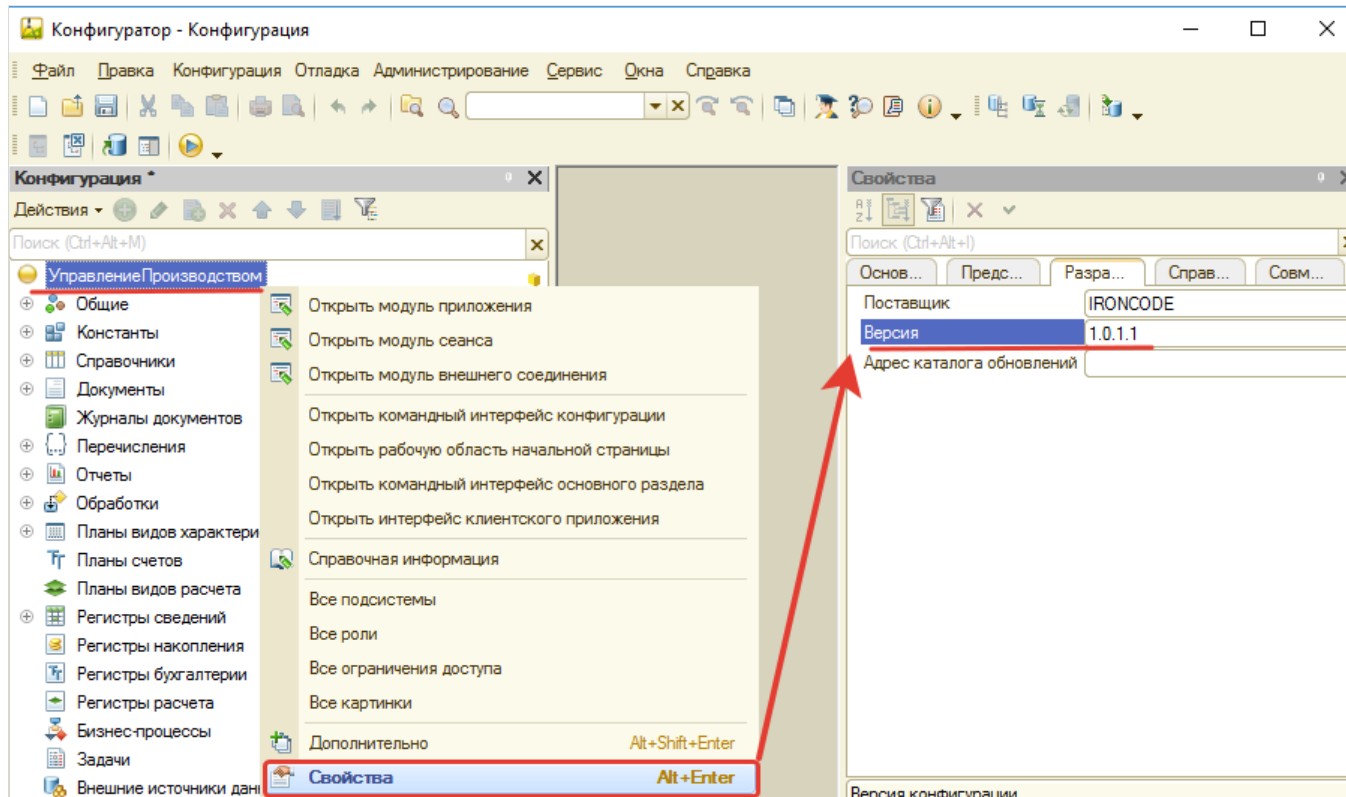 Конфигуратор - Конфигурация
Файл Правка Конфигурация Отладка Администрирование Сервис Окна Справка
Конфигурация *
Действия
Поиск (Ctrl+Alt+M)
УправлениеПроизводством
Общие
Константы
Справочники
Документы
Журналы документов
Перечисления
Отчеты
Обработки
Планы видов характери
Планы счетов
Планы видов расчета
Регистры сведений
Регистры накопления
Регистры бухгалтерии
Регистры расчета
Бизнес-процессы
Задачи
Внешние источники дан
Открыть модуль приложения
Открыть модуль сеанса
Открыть модуль внешнего соединения
Открыть командный интерфейс конфигурации
Открыть рабочую область начальной страницы
Открыть командный интерфейс основного раздела
Открыть интерфейс клиентского приложения
Справочная информация
Все подсистемы
Все роли
Все ограничения доступа
Все картинки
Дополнительно Alt+Shift+Enter
Свойства Alt+Enter
Свойства
Поиск (Ctrl+Alt+I)
Основ... Предс... Разра... Справ... Совм...
Поставщик IRONCODE
Версия 1.0.1.1
Адрес каталога обновлений
Версия конфигурации